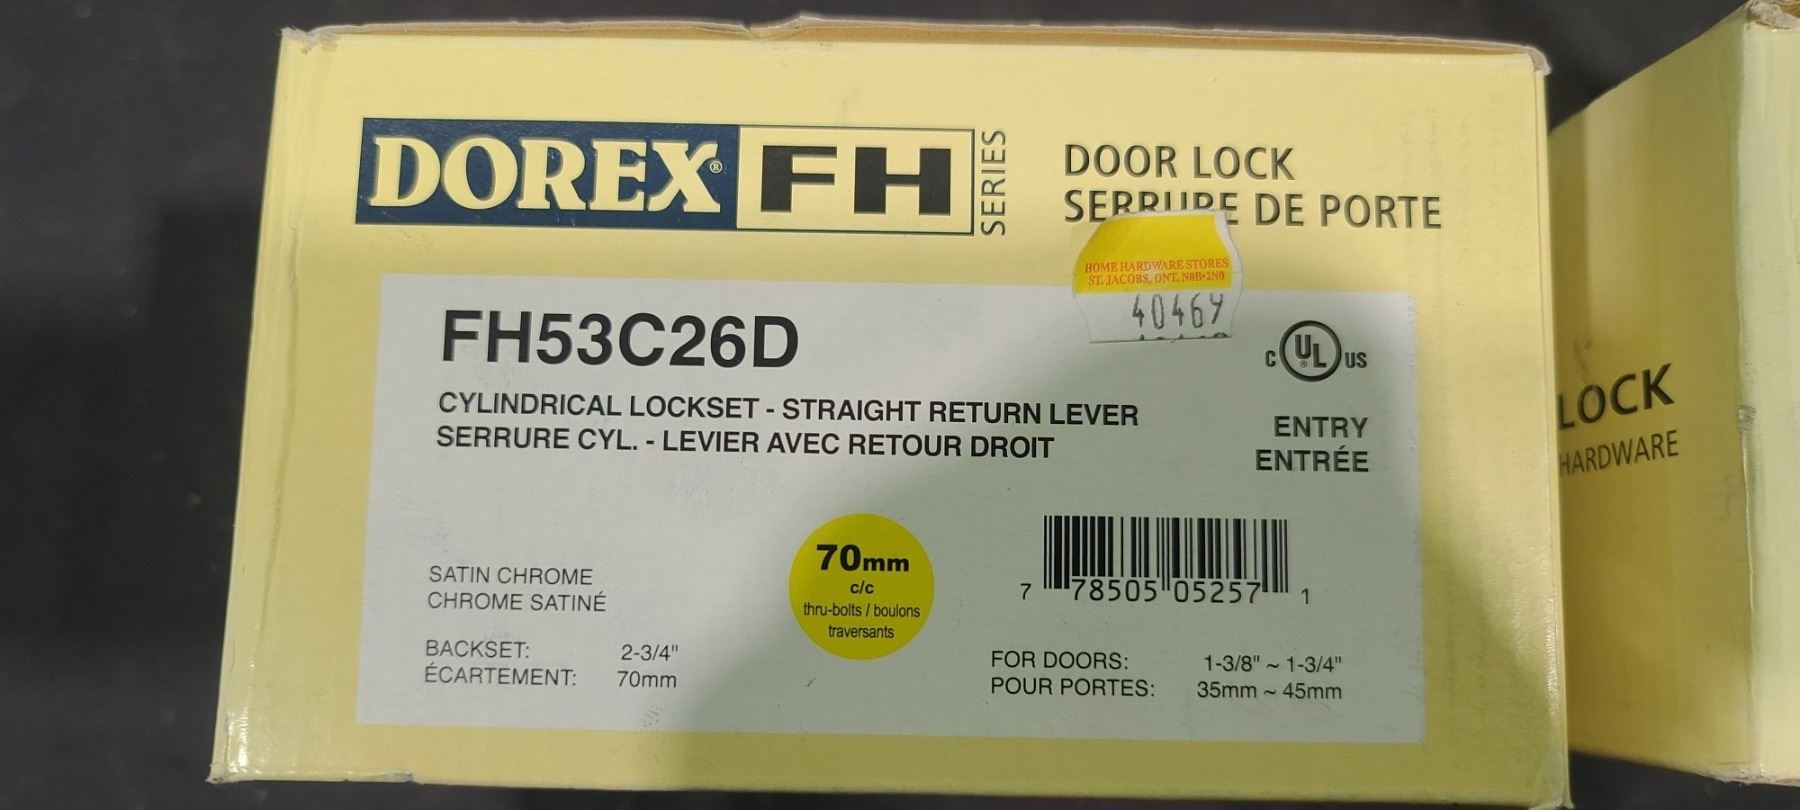 DOREX® FH SERIES
DOOR LOCK
SERRURE DE PORTE
HOME HARDWARE STORES
ST. JACOBS, ONT. N0B-2N0
FH53C26D
C UL US
CYLINDRICAL LOCKSET - STRAIGHT RETURN LEVER
SERRURE CYL. - LEVIER AVEC RETOUR DROIT
ENTRY
ENTRÉE
SATIN CHROME
CHROME SATINÉ
BACKSET: 2-3/4"
ÉCARTEMENT: 70mm
70mm
c/c
thru-bolts / boulons
traversants
7 78505 05257 1
FOR DOORS: 1-3/8" ~ 1-3/4"
POUR PORTES: 35mm ~ 45mm
LOCK
HARDWARE